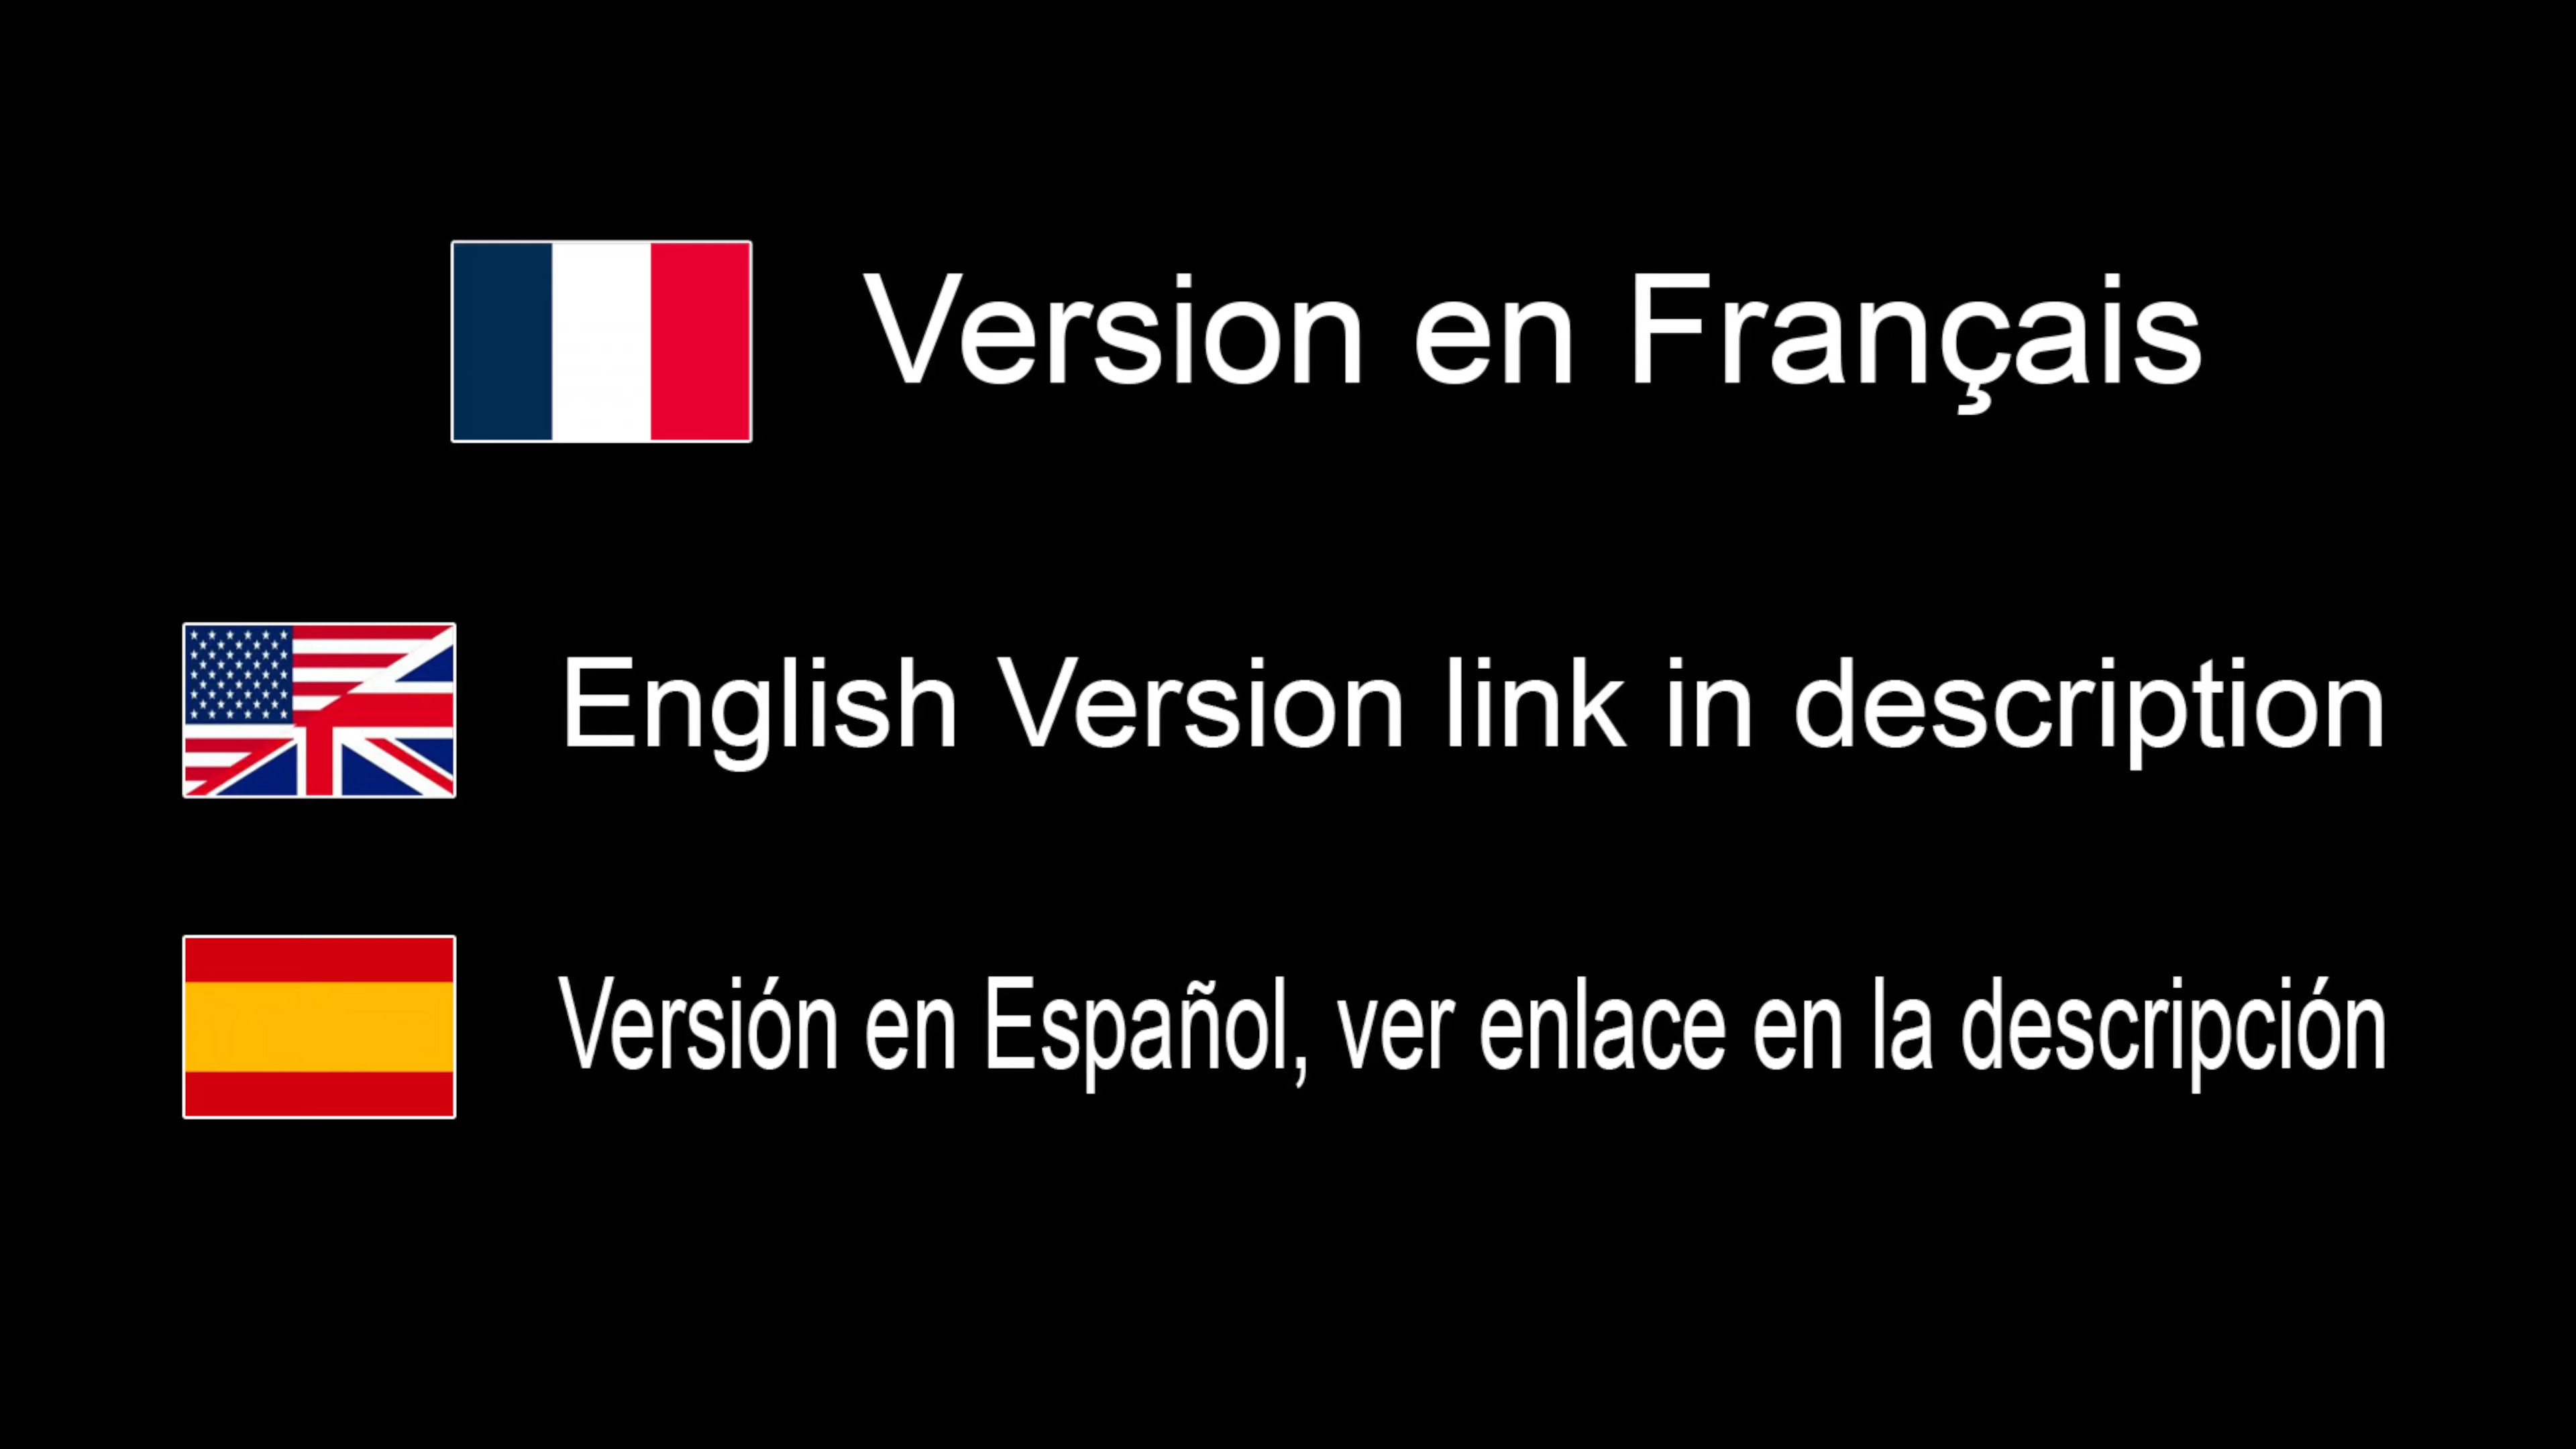 Version en Français
English Version link in description
Versión en Español, ver enlace en la descripción